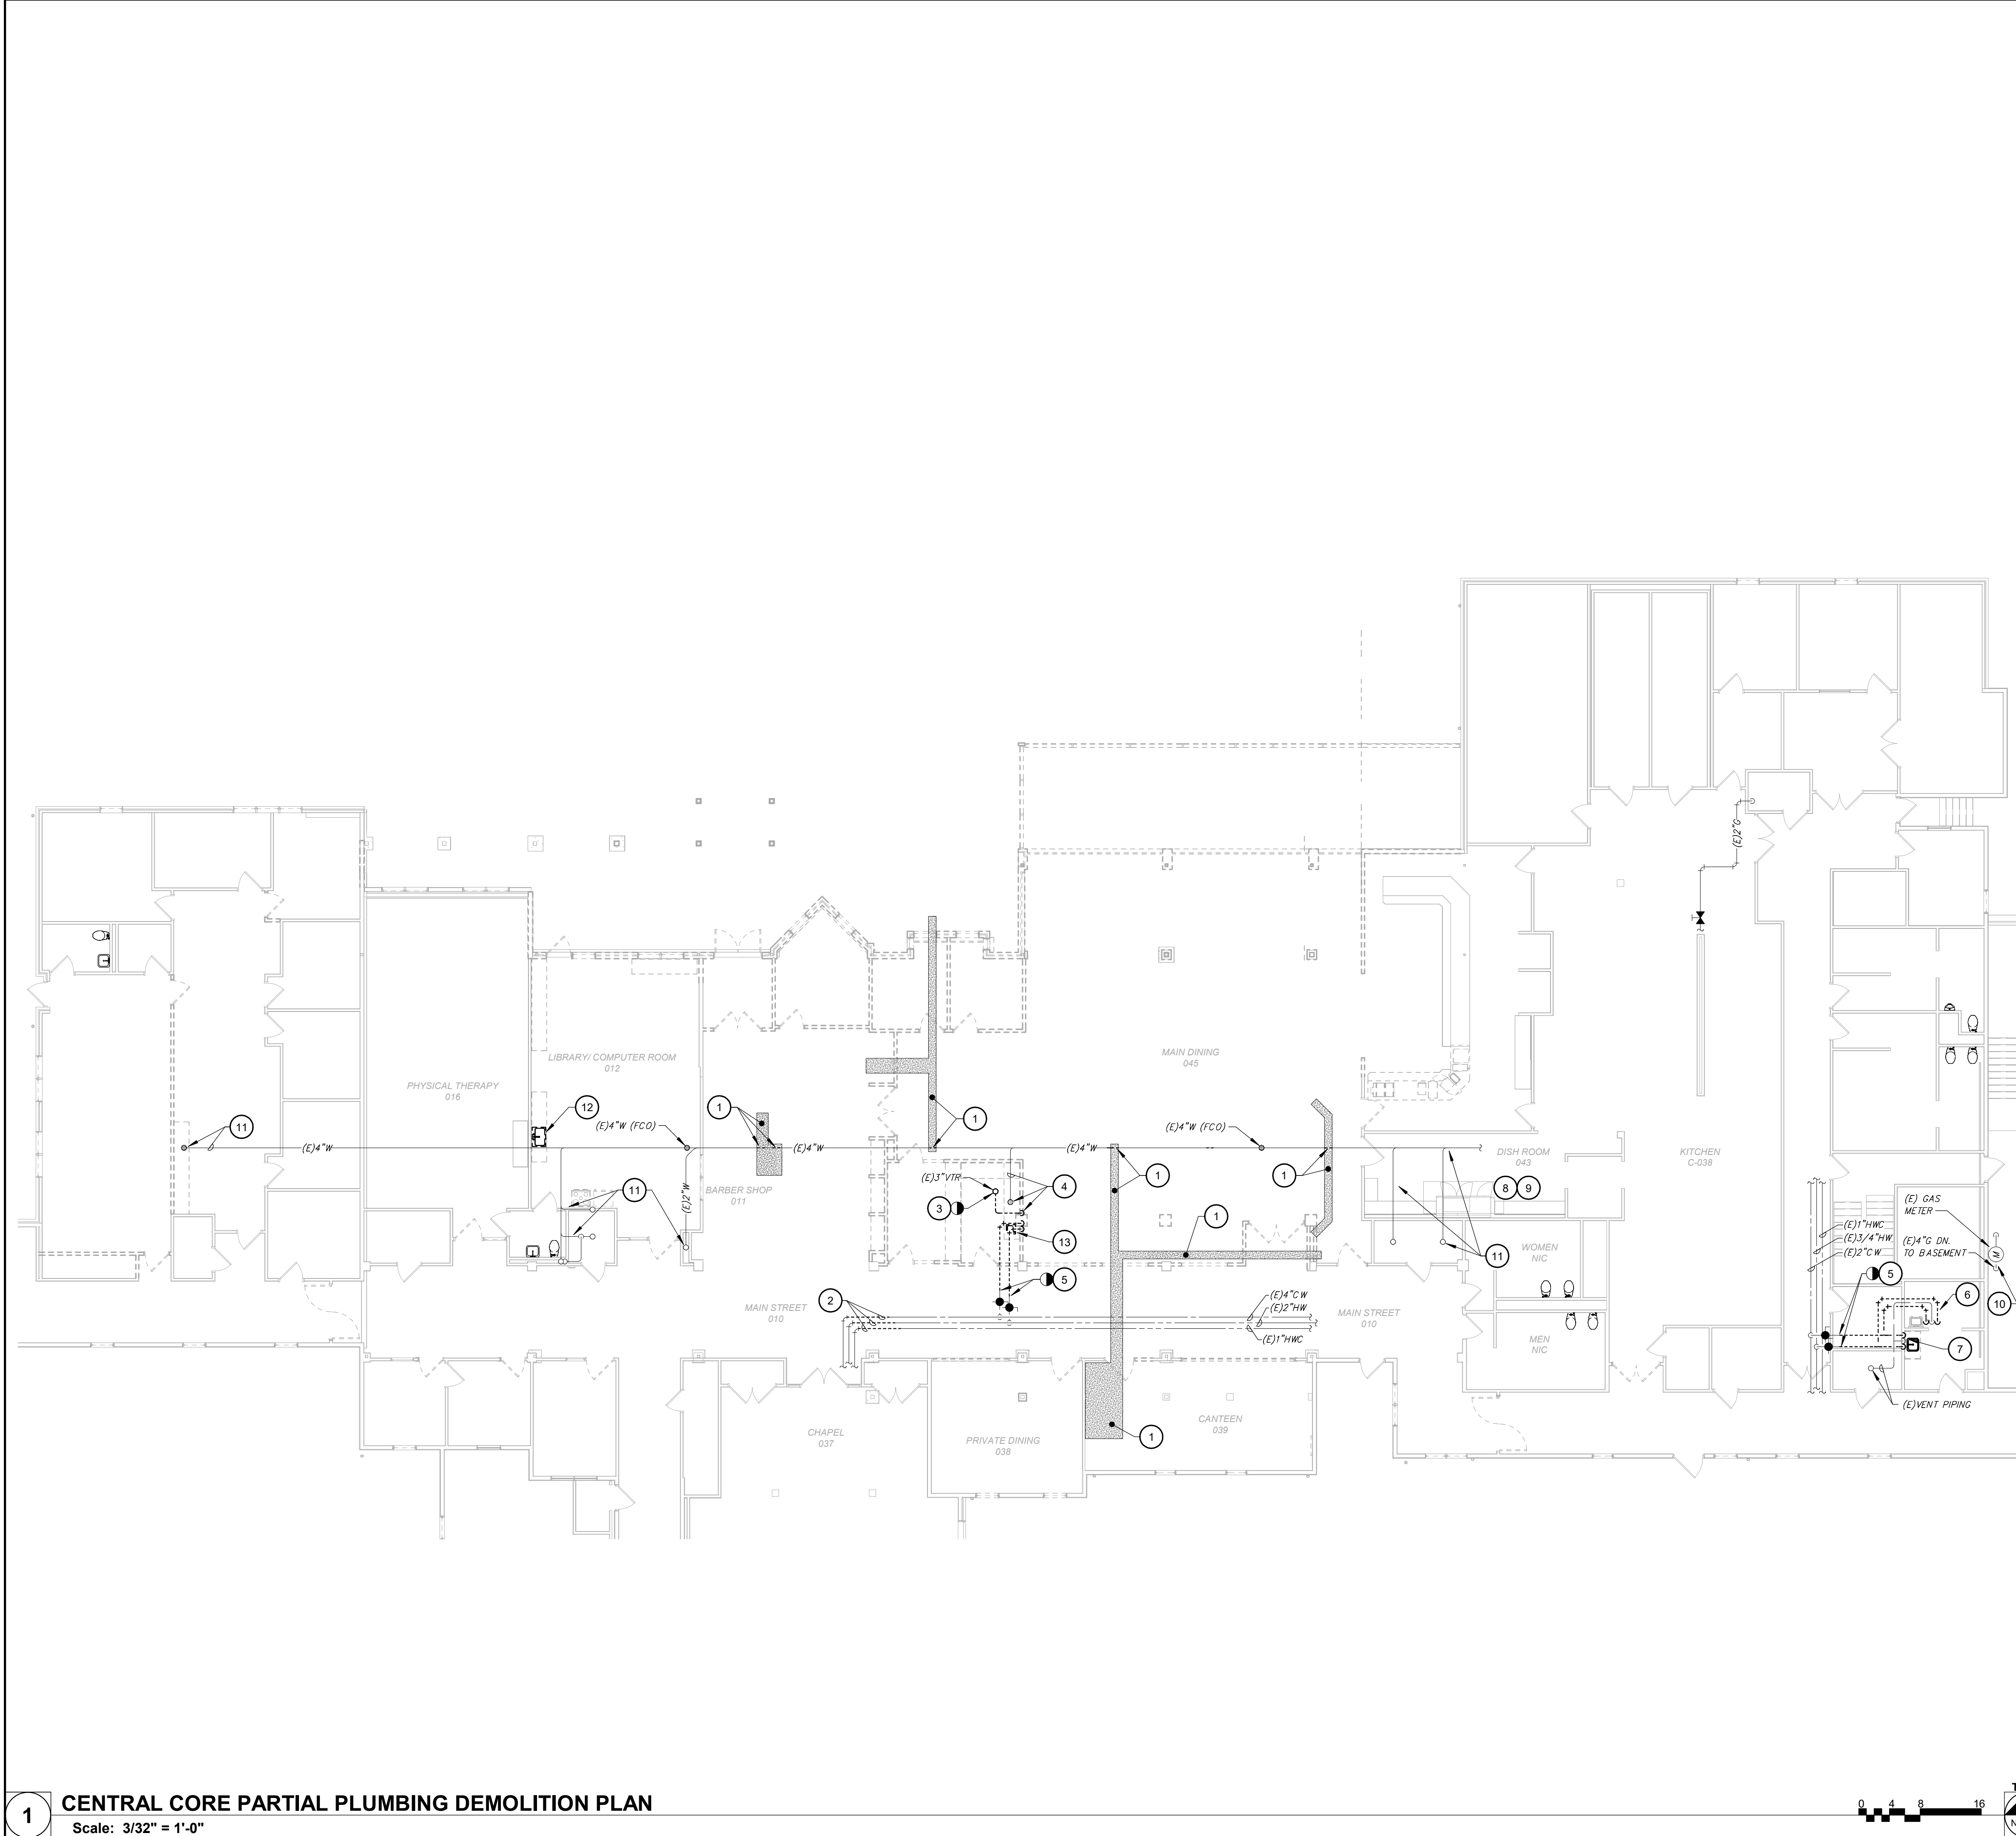 (E)2"G
LIBRARY/ COMPUTER ROOM
012
MAIN DINING
045
PHYSICAL THERAPY
016
12
1
(E)4"W (FCO)
1
(E)4"W (FCO)
11
(E)4"W
(E)4"W
(E)4"W
DISH ROOM
043
KITCHEN
C-038
1
1
(E)3"VTR
4
8
9
11
(E)2"W
BARBER SHOP
011
3
(E) GAS
METER
1
(E)1"HWC
(E)3/4"HW
(E)2"CW
(E)4"G DN.
TO BASEMENT
M
13
11
WOMEN
NIC
5
5
6
10
2
MAIN STREET
010
(E)4"CW
(E)2"HW
(E)1"HWC
MAIN STREET
010
MEN
NIC
7
(E)VENT PIPING
CHAPEL
037
PRIVATE DINING
038
CANTEEN
039
1
1
CENTRAL CORE PARTIAL PLUMBING DEMOLITION PLAN
Scale: 3/32" = 1'-0"
0 4 8 16